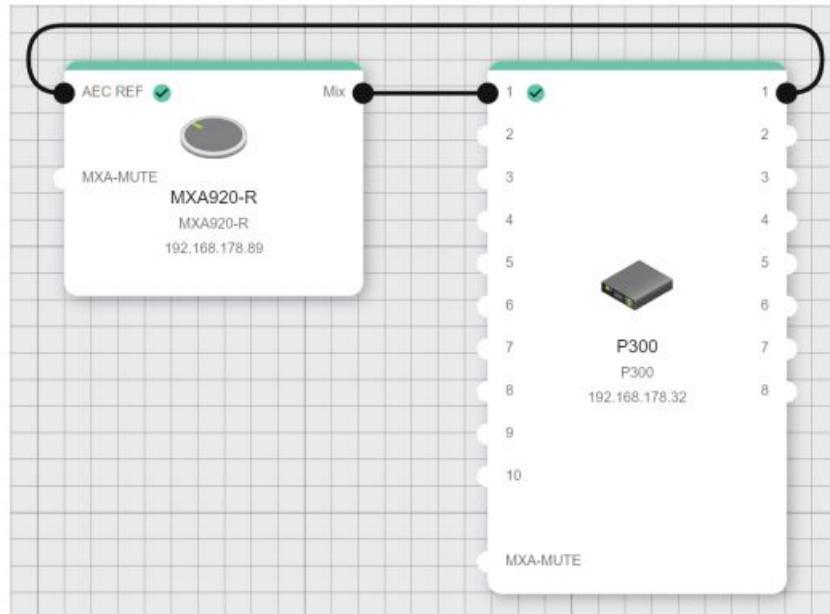 AEC REF Mix
MXA-MUTE
MXA920-R
MXA920-R
192.168.178.89
1 1
2 2
3 3
4 4
5 5
6 6
7 7
8 8
9
10
P300
P300
192.168.178.32
MXA-MUTE